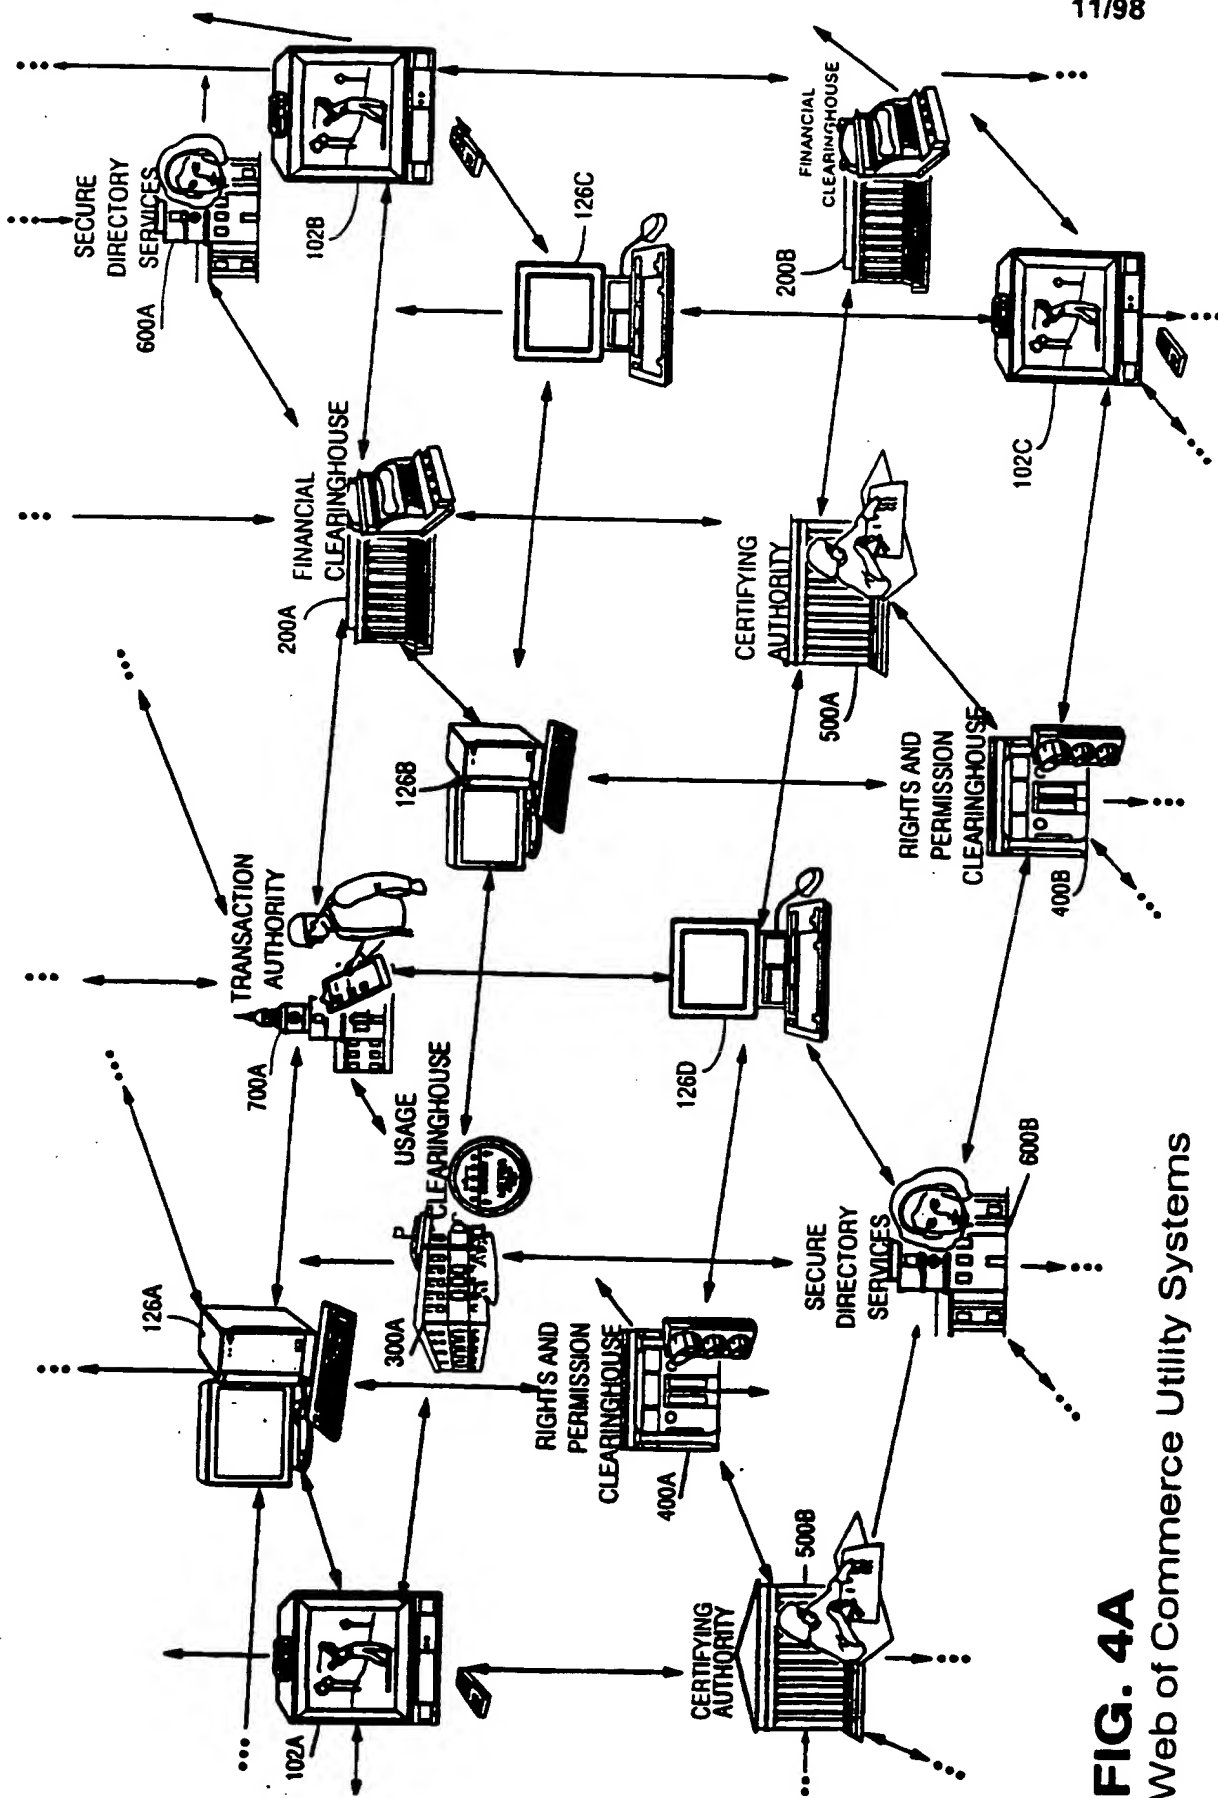 11/98
SECURE
DIRECTORY
SERVICES
600A
102B
126C
FINANCIAL
CLEARINGHOUSE
200B
102C
FINANCIAL
CLEARINGHOUSE
200A
126B
CERTIFYING
AUTHORITY
500A
RIGHTS AND
PERMISSION
CLEARINGHOUSE
400B
TRANSACTION
AUTHORITY
700A
126D
USAGE
CLEARINGHOUSE
P
300A
SECURE
DIRECTORY
SERVICES
600B
126A
RIGHTS AND
PERMISSION
CLEARINGHOUSE
400A
102A
CERTIFYING
AUTHORITY
500B
FIG. 4A
Web of Commerce Utility Systems